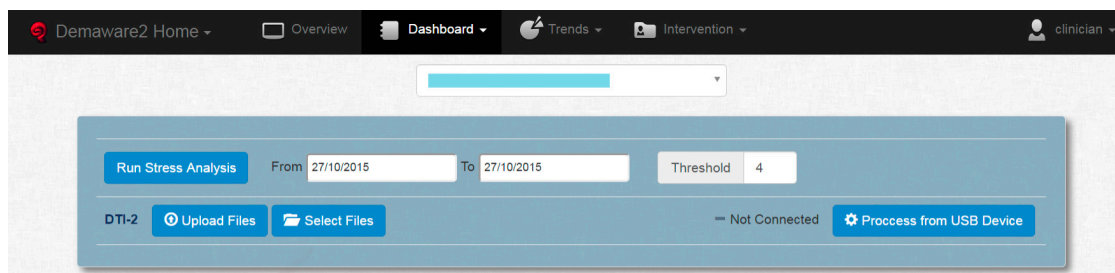 Demaware2 Home Overview Dashboard Trends Intervention clinician
Run Stress Analysis From 27/10/2015 To 27/10/2015 Threshold 4
DTI-2 Upload Files Select Files Not Connected Proccess from USB Device